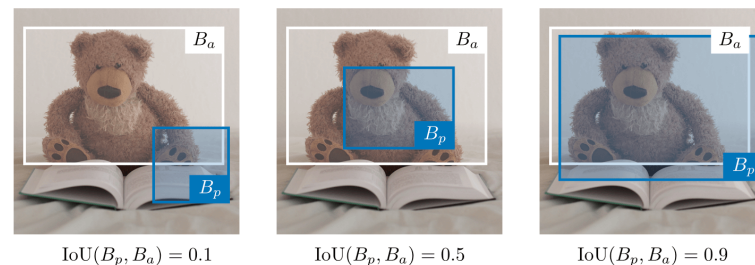 B_a
B_p
IoU(B_p, B_a) = 0.1
B_a
B_p
IoU(B_p, B_a) = 0.5
B_a
B_p
IoU(B_p, B_a) = 0.9